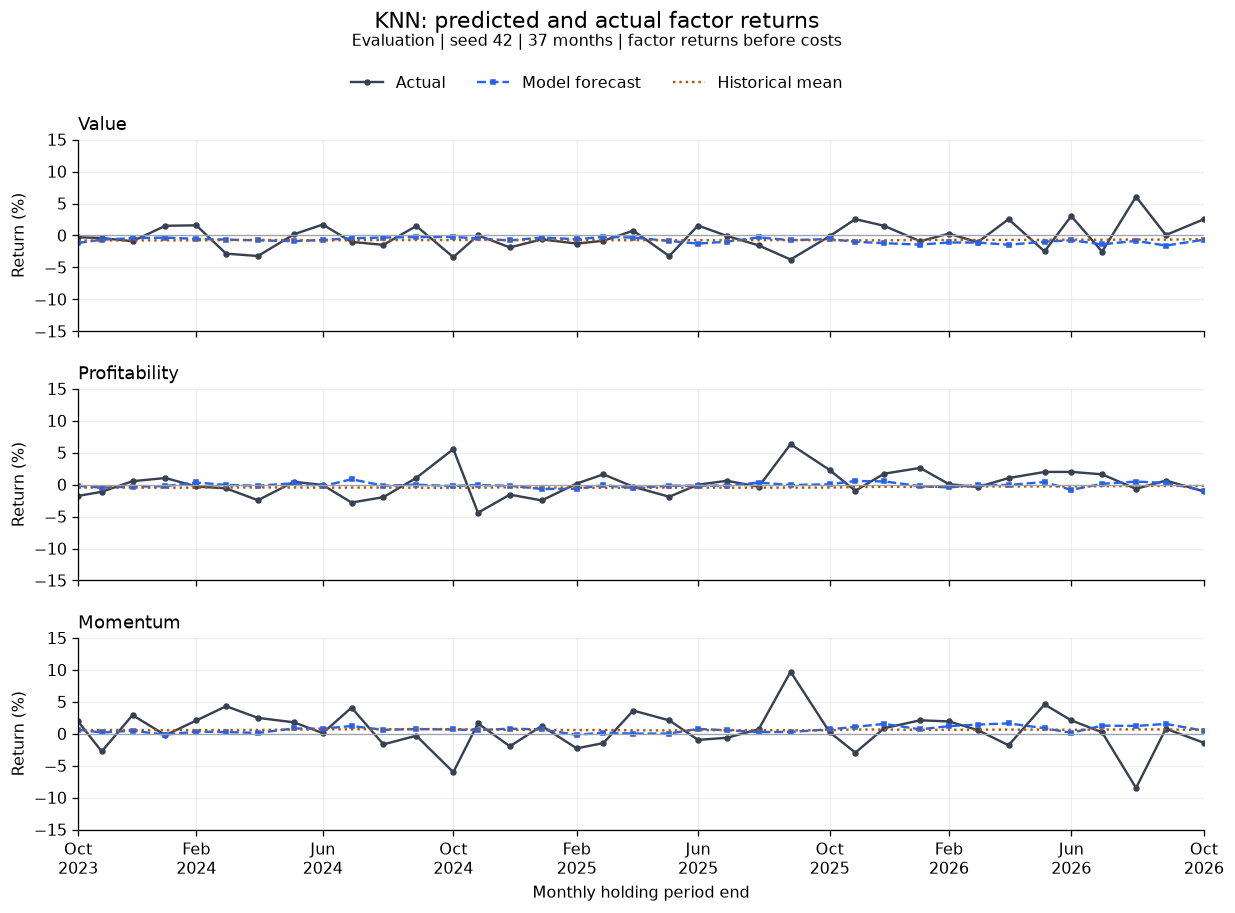 KNN: predicted and actual factor returns
Evaluation | seed 42 | 37 months | factor returns before costs
Actual
Model forecast
Historical mean
Value
15
10
5
0
−5
−10
−15
Return (%)
Profitability
15
10
5
0
−5
−10
−15
Return (%)
Momentum
15
10
5
0
−5
−10
−15
Return (%)
Oct
2023
Feb
2024
Jun
2024
Oct
2024
Feb
2025
Jun
2025
Oct
2025
Feb
2026
Jun
2026
Oct
2026
Monthly holding period end